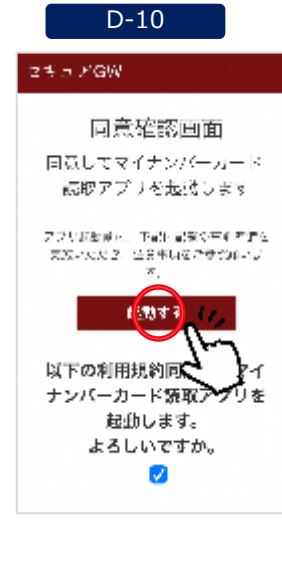 D-10
セキュアGW
同意確認画面
同意してマイナンバーカード
読取アプリを起動します
起動する
以下の利用規約同 マイ
ナンバーカード読取アプリを
起動します。
よろしいですか。